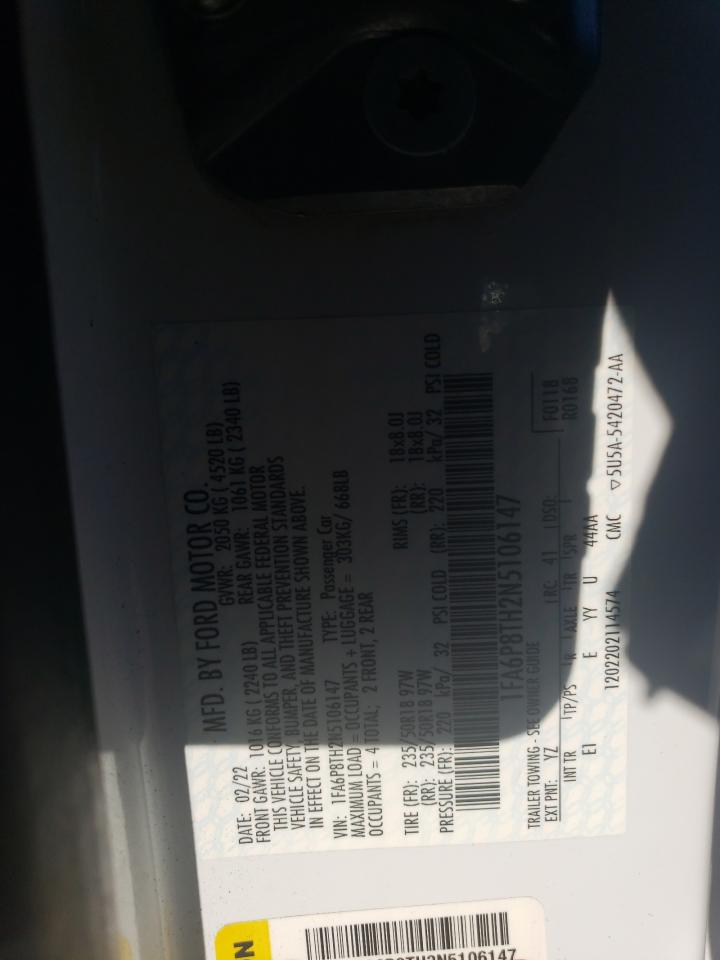 MFD. BY FORD MOTOR CO.
DATE: 02/22 GVWR: 2050 KG ( 4520 LB)
FRONT GAWR: 1016 KG ( 2240 LB) REAR GAWR: 1061 KG ( 2340 LB)
THIS VEHICLE CONFORMS TO ALL APPLICABLE FEDERAL MOTOR
VEHICLE SAFETY, BUMPER, AND THEFT PREVENTION STANDARDS
IN EFFECT ON THE DATE OF MANUFACTURE SHOWN ABOVE.
VIN: 1FA6P8TH2N5106147 TYPE: Passenger Car
MAXIMUM LOAD = OCCUPANTS + LUGGAGE = 303KG/ 668LB
OCCUPANTS = 4 TOTAL; 2 FRONT, 2 REAR
TIRE (FR): 235/50R18 97W RIMS (FR): 18x8.0J
(RR): 235/50R18 97W (RR): 18x8.0J
PRESSURE (FR): 220 kPa/ 32 PSI COLD (RR): 220 kPa/ 32 PSI COLD
1FA6P8TH2N5106147
TRAILER TOWING - SEE OWNER GUIDE F0118
R0168
EXT PNT: YZ RC: 41 DSO:
INT TR TP/PS R AXLE TR SPR
EI E YY U 44AA
1202202114574 CMC ▽5U5A-5420472-AA
ON
TH2N5106147